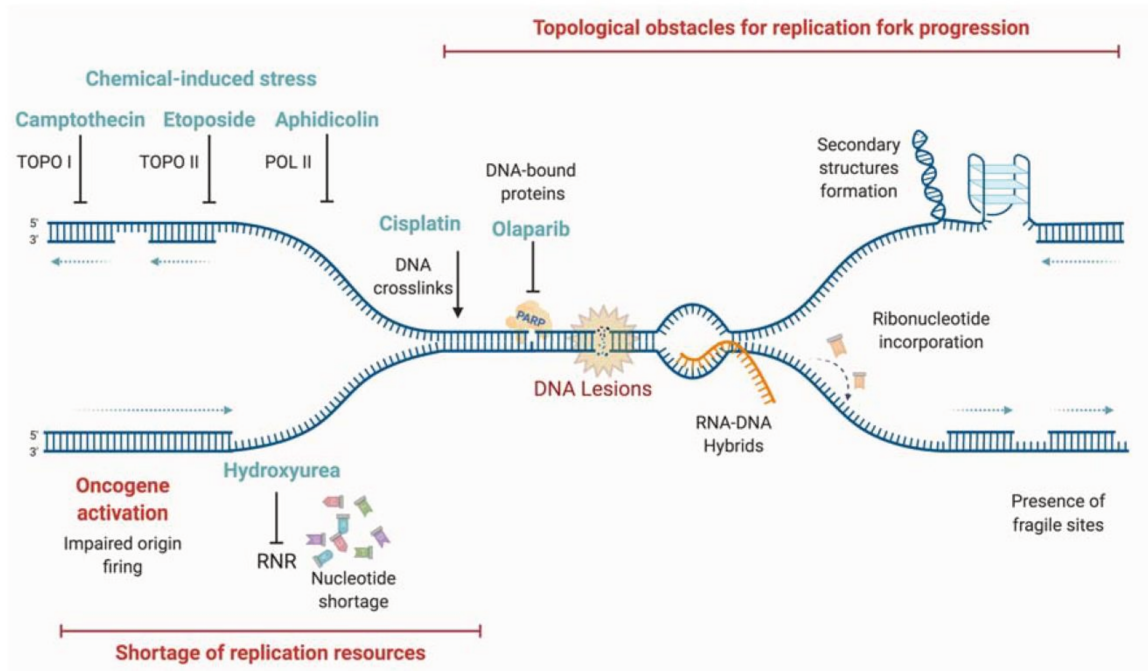 Topological obstacles for replication fork progression
Chemical-induced stress
Camptothecin Etoposide Aphidicolin
TOPO I TOPO II POL II
Secondary
structures
formation
DNA-bound
proteins
Cisplatin
Olaparib
DNA
crosslinks
PARP
5'
3'
DNA Lesions
Ribonucleotide
incorporation
RNA-DNA
Hybrids
5'
3'
Oncogene
activation
Impaired origin
firing
Hydroxyurea
RNR
Nucleotide
shortage
Presence of
fragile sites
Shortage of replication resources